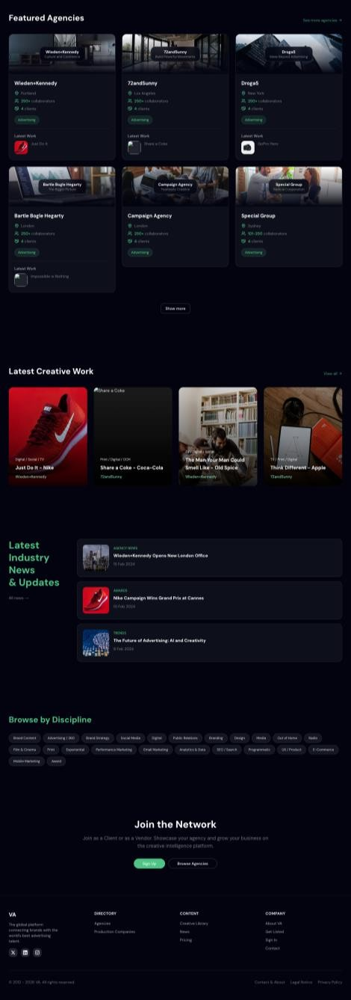 Featured Agencies
See more agencies →
Wieden+Kennedy
Culture and Commerce
72andSunny
Build Powerful Movements
Droga5
Ideas Beyond Advertising
Wieden+Kennedy
Portland
250+ collaborators
4 clients
Advertising
Latest Work
Just Do It
72andSunny
Los Angeles
250+ collaborators
4 clients
Advertising
Latest Work
Share a Coke
Droga5
New York
250+ collaborators
4 clients
Advertising
Latest Work
GoPro Hero
Bartle Bogle Hegarty
The Bigger Picture
Campaign Agency
Fearlessly Creative
Special Group
Radical Corporation
Bartle Bogle Hegarty
London
250+ collaborators
4 clients
Advertising
Latest Work
Impossible is Nothing
Campaign Agency
London
250+ collaborators
4 clients
Advertising
Special Group
Sydney
101-250 collaborators
4 clients
Advertising
Show more
Latest Creative Work
View all →
Digital / Social / TV
Just Do It - Nike
Wieden+Kennedy
Share a Coke
Print / Digital / OOH
Share a Coke - Coca-Cola
72andSunny
TV / Digital / Social
The Man Your Man Could
Smell Like - Old Spice
Wieden+Kennedy
TV / Print / Digital
Think Different - Apple
72andSunny
Latest
Industry
News
& Updates
All news →
AGENCY NEWS
Wieden+Kennedy Opens New London Office
15 Feb 2024
AWARDS
Nike Campaign Wins Grand Prix at Cannes
10 Feb 2024
TRENDS
The Future of Advertising: AI and Creativity
5 Feb 2024
Browse by Discipline
Brand Content
Advertising / 360
Brand Strategy
Social Media
Digital
Public Relations
Branding
Design
Media
Out of Home
Radio
Film & Cinema
Print
Experiential
Performance Marketing
Email Marketing
Analytics & Data
SEO / Search
Programmatic
UX / Product
E-Commerce
Mobile Marketing
Award
Join the Network
Join as a Client or as a Vendor. Showcase your agency and grow your business on
the creative intelligence platform.
Sign Up
Browse Agencies
VA
The global platform
connecting brands with the
world's best advertising
talent.
DIRECTORY
Agencies
Production Companies
CONTENT
Creative Library
News
Pricing
COMPANY
About VA
Get Listed
Sign In
Contact
© 2012 - 2026 VA. All rights reserved.
Contact & About
Legal Notice
Privacy Policy